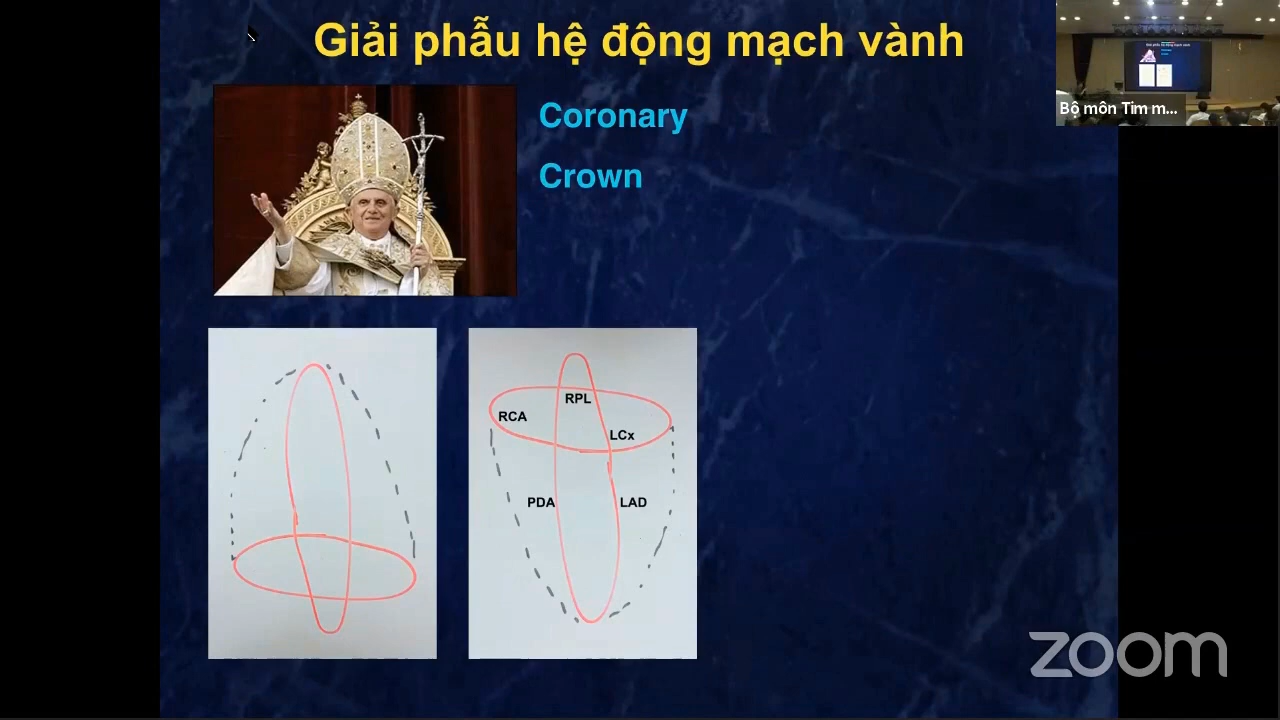 Giải phẫu hệ động mạch vành
Coronary
Crown
Bộ môn Tim m...
RPL
RCA
LCx
PDA
LAD
zoom